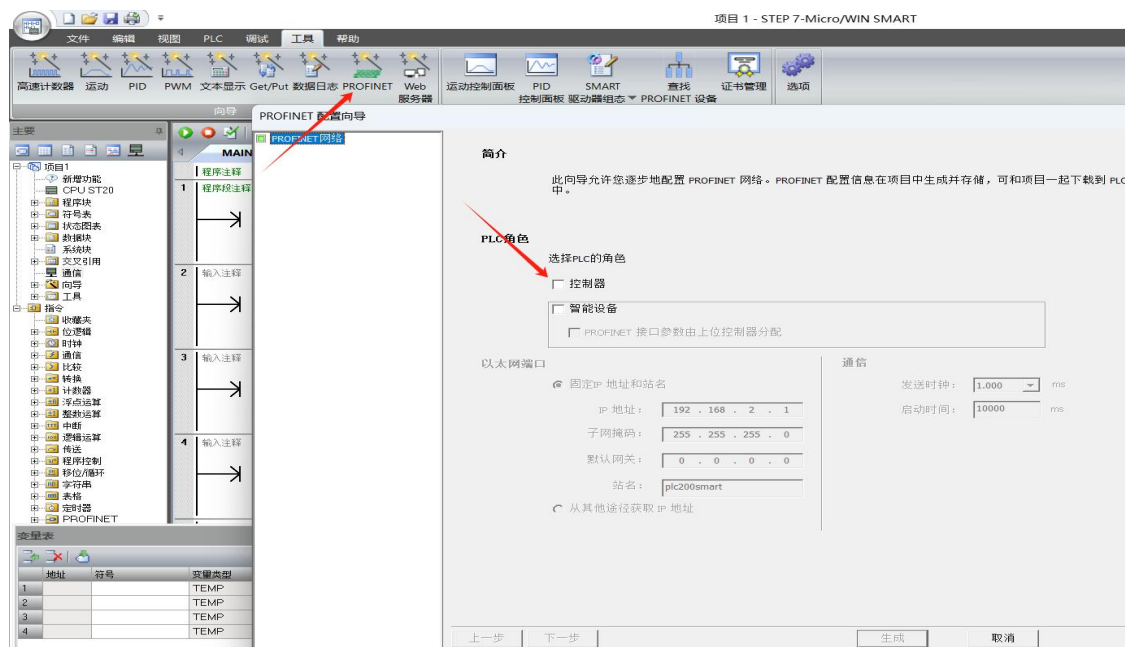 项目 1 - STEP 7-Micro/WIN SMART
文件 编辑 视图 PLC 调试 工具 帮助
高速计数器 运动 PID PWM 文本显示 Get/Put 数据日志 PROFINET Web 服务器 运动控制面板 PID 控制面板 SMART 驱动器组态 查找 PROFINET 设备 证书管理 选项
向导
PROFINET 配置向导
主要
项目1
新增功能
CPU ST20
程序块
符号表
状态图表
数据块
系统块
交叉引用
通信
向导
工具
指令
收藏夹
位逻辑
时钟
通信
比较
转换
计数器
浮点运算
整数运算
中断
逻辑运算
传送
程序控制
移位/循环
字符串
表格
定时器
PROFINET
MAIN
程序注释
1 程序段注释
2 输入注释
3 输入注释
4 输入注释
PROFINET网络
简介
此向导允许您逐步地配置 PROFINET 网络。PROFINET 配置信息在项目中生成并存储，可和项目一起下载到 PLC
中。
PLC角色
选择PLC的角色
控制器
智能设备
PROFINET 接口参数由上位控制器分配
以太网端口
固定IP 地址和站名
IP 地址： 192 . 168 . 2 . 1
子网掩码： 255 . 255 . 255 . 0
默认网关： 0 . 0 . 0 . 0
站名： plc200smart
从其他途径获取 IP 地址
通信
发送时钟： 1.000 ms
启动时间： 10000 ms
变量表
地址 符号 变量类型
1 TEMP
2 TEMP
3 TEMP
4 TEMP
上一步 下一步 生成 取消